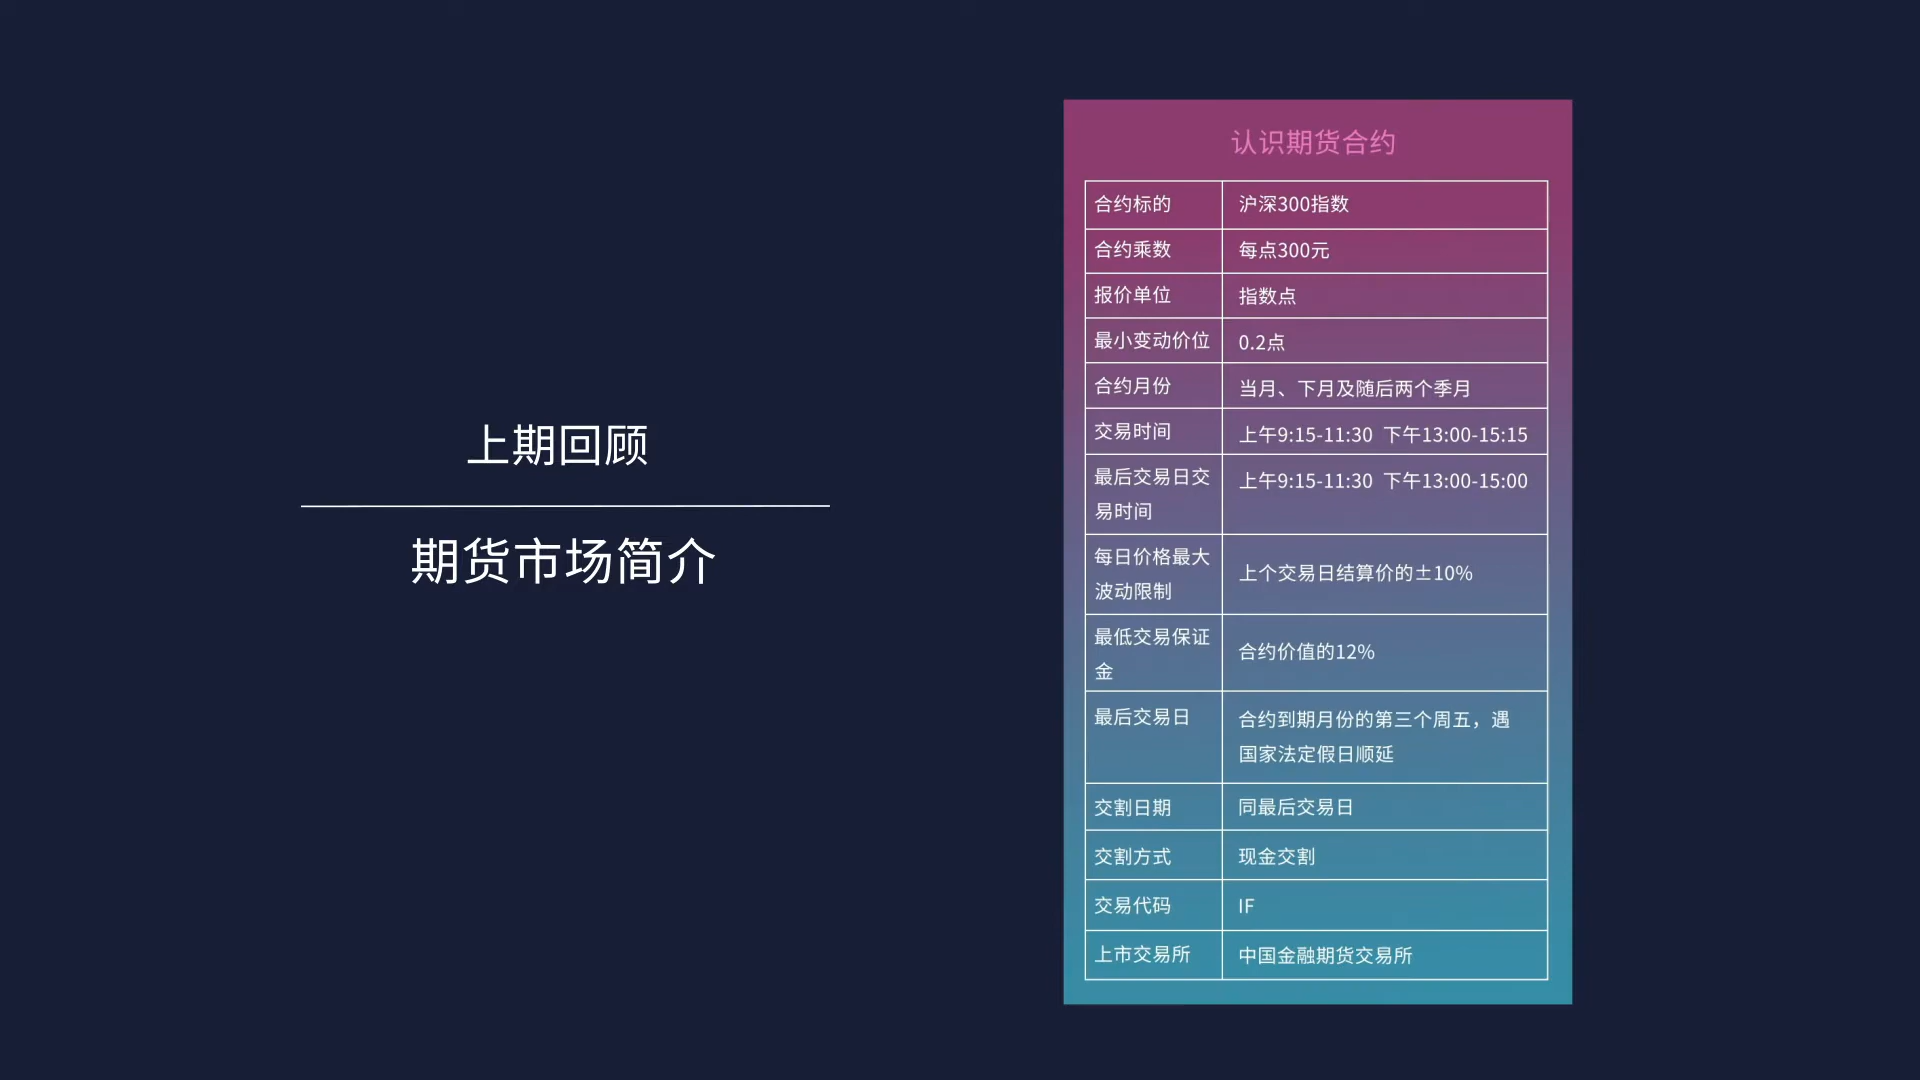 上期回顾
期货市场简介
认识期货合约
合约标的 沪深300指数
合约乘数 每点300元
报价单位 指数点
最小变动价位 0.2点
合约月份 当月、下月及随后两个季月
交易时间 上午9:15-11:30 下午13:00-15:15
最后交易日交 上午9:15-11:30 下午13:00-15:00
易时间
每日价格最大
波动限制
上个交易日结算价的±10%
最低交易保证
金
合约价值的12%
最后交易日 合约到期月份的第三个周五，遇
国家法定假日顺延
交割日期 同最后交易日
交割方式 现金交割
交易代码 IF
上市交易所 中国金融期货交易所